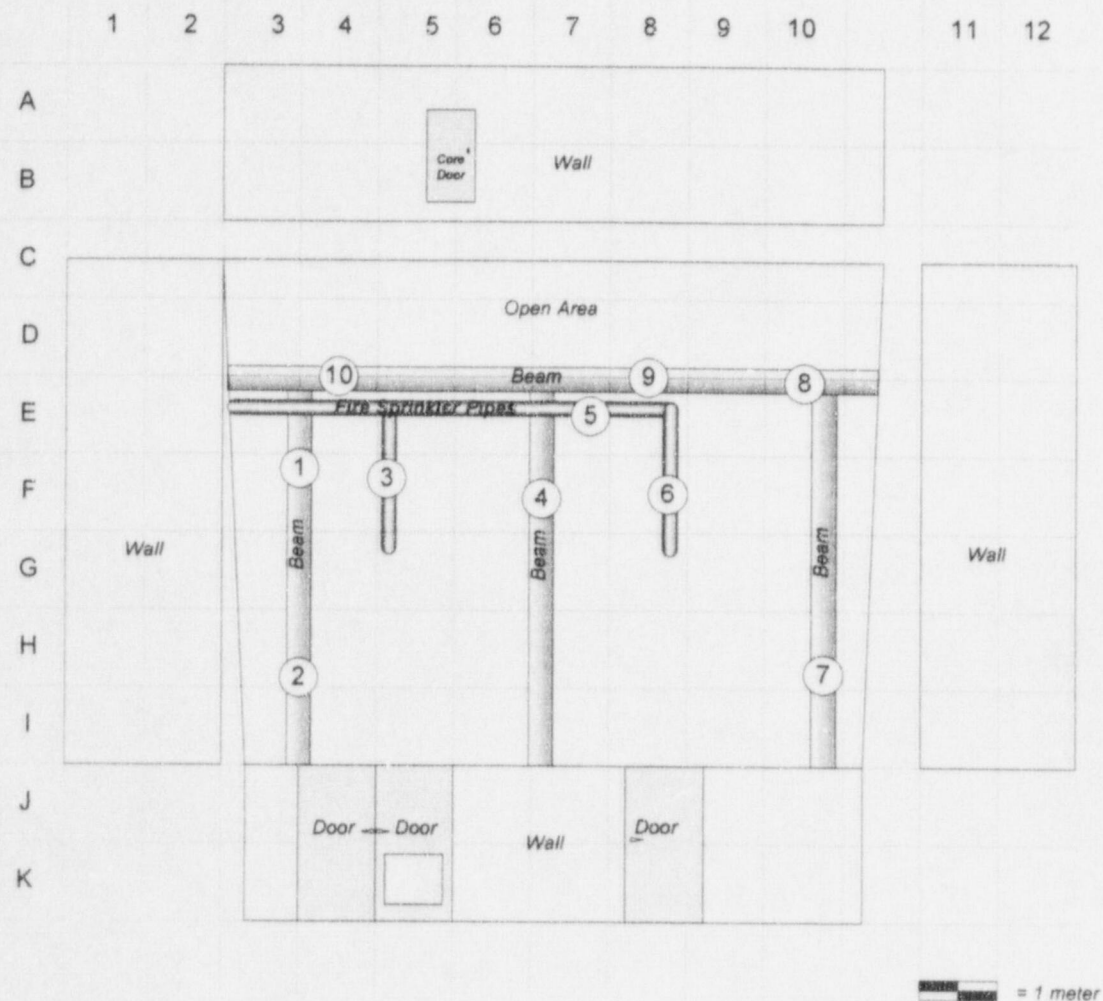 1 2 3 4 5 6 7 8 9 10 11 12
A
Core
Door
Wall
B
C
Open Area
D
10 Beam 9 8
E
Fire Sprinkler Pipes
5
1 3 4 6
F
Wall Beam Beam Beam Wall
G
H
2 7
I
J
Door Door Wall Door
K
= 1 meter